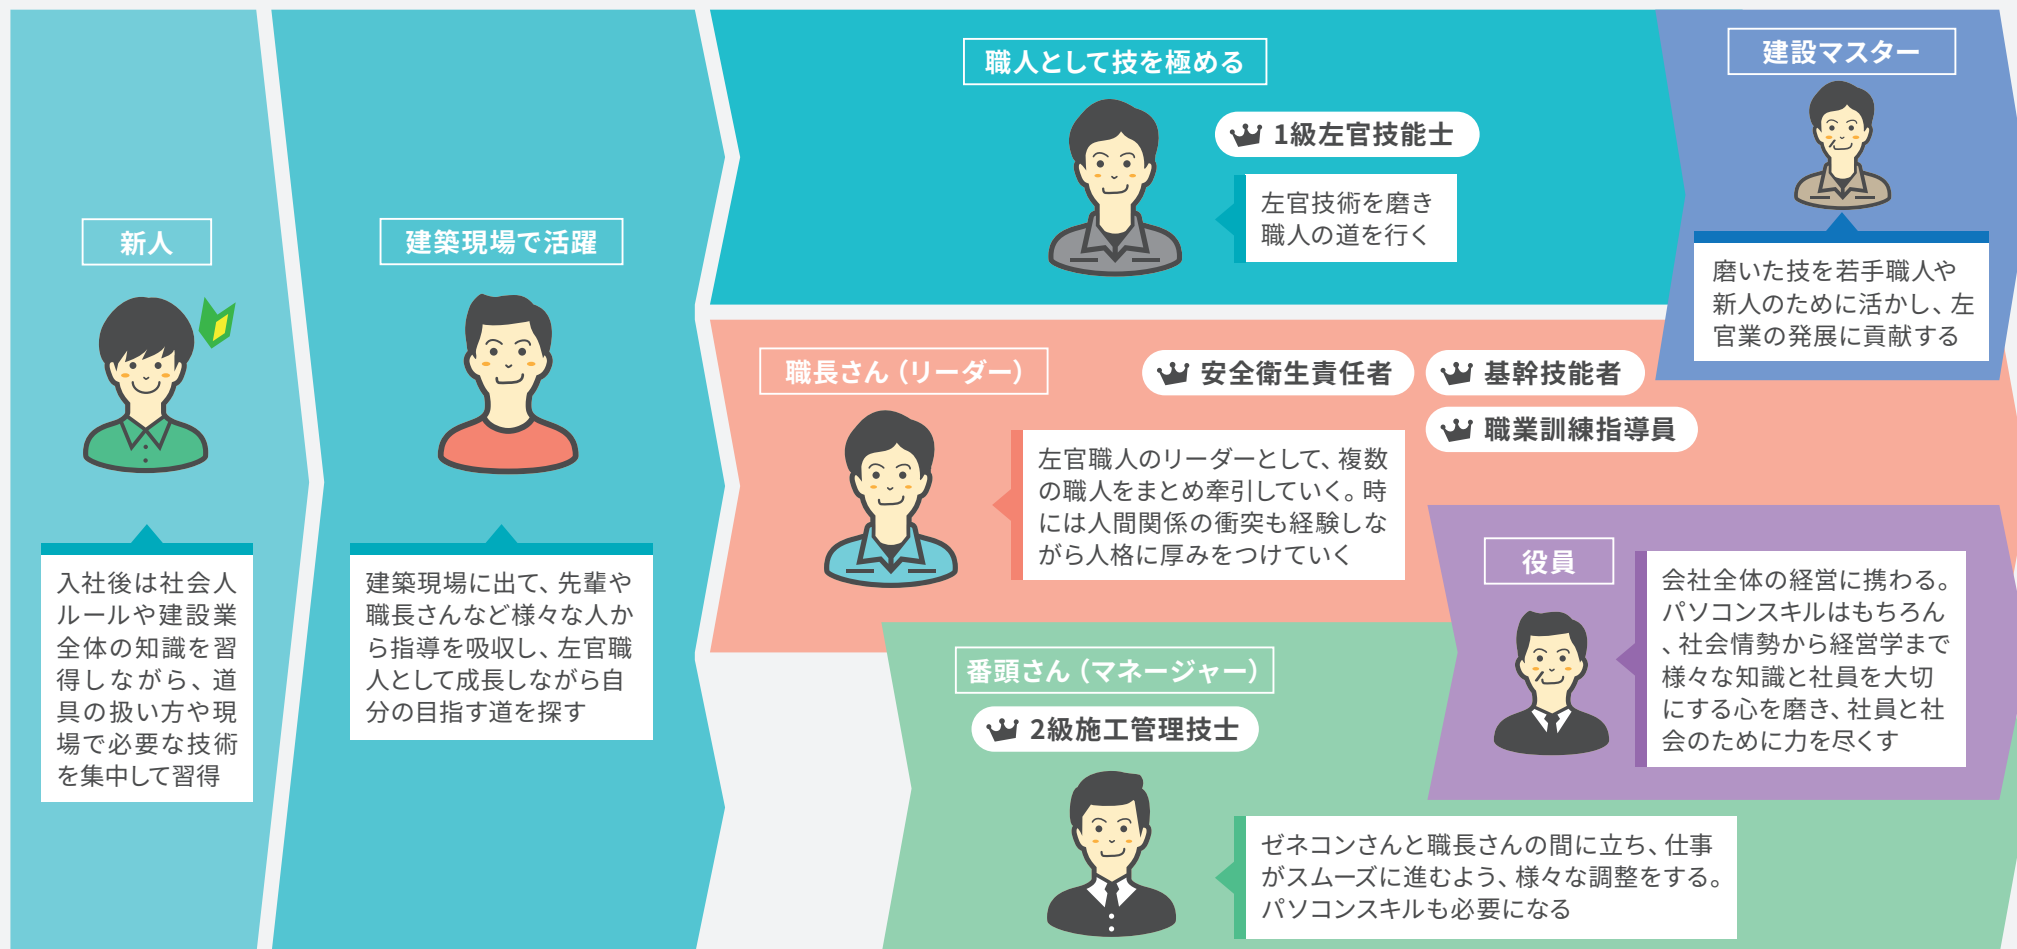 新人
入社後は社会人
ルールや建設業
全体の知識を習
得しながら、道
具の扱い方や現
場で必要な技術
を集中して習得
建築現場で活躍
建築現場に出て、先輩や
職長さんなど様々な人か
ら指導を吸収し、左官職
人として成長しながら自
分の目指す道を探す
職人として技を極める
1級左官技能士
左官技術を磨き
職人の道を行く
建設マスター
磨いた技を若手職人や
新人のために活かし、左
官業の発展に貢献する
職長さん（リーダー）
安全衛生責任者
基幹技能者
職業訓練指導員
左官職人のリーダーとして、複数
の職人をまとめ牽引していく。時
には人間関係の衝突も経験しな
がら人格に厚みをつけていく
役員
会社全体の経営に携わる。
パソコンスキルはもちろん
、社会情勢から経営学まで
様々な知識と社員を大切
にする心を磨き、社員と社
会のために力を尽くす
番頭さん（マネージャー）
2級施工管理技士
ゼネコンさんと職長さんの間に立ち、仕事
がスムーズに進むよう、様々な調整をする。
パソコンスキルも必要になる